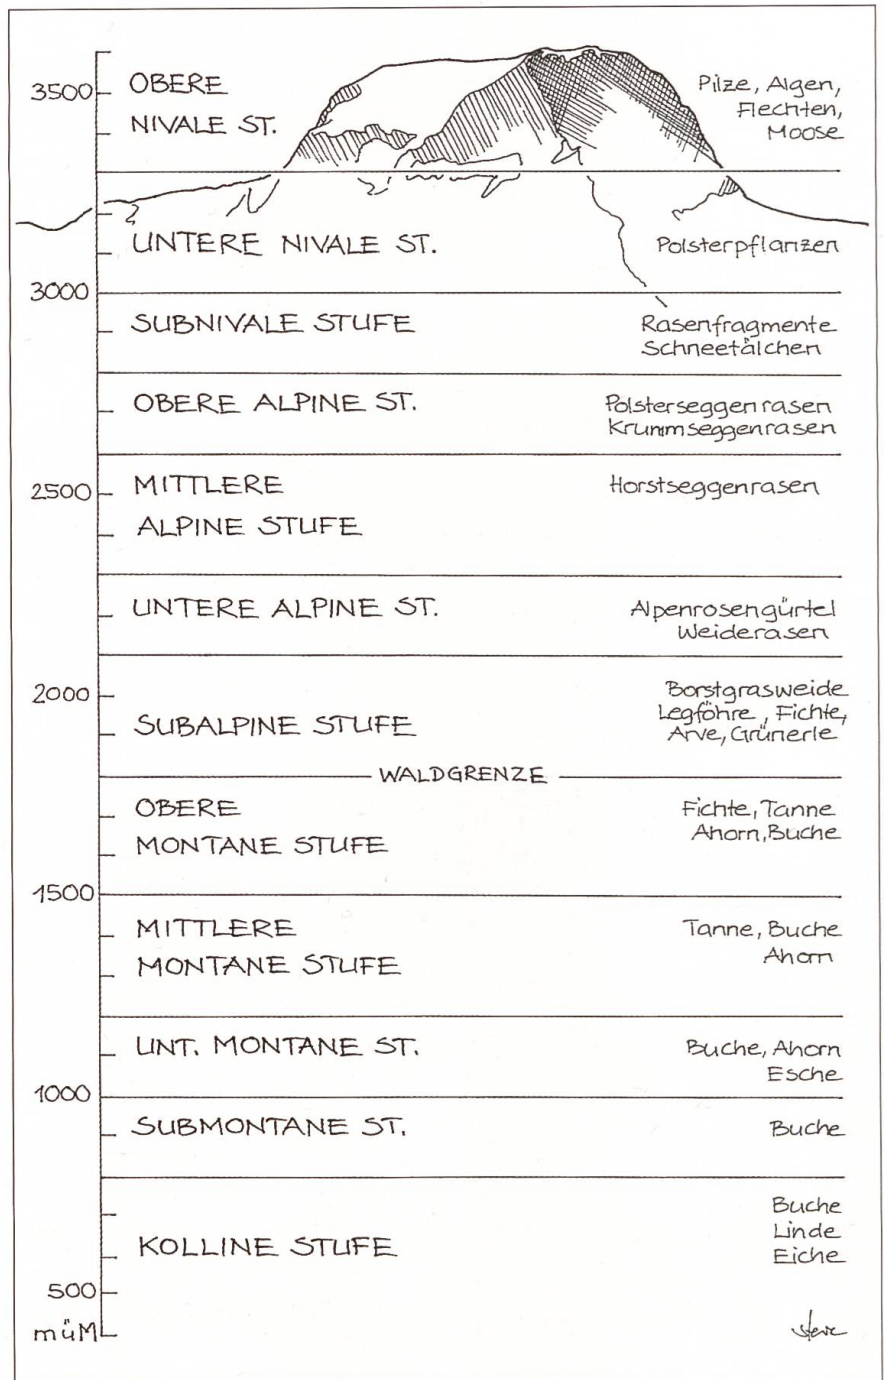 3500 OBERE Pilze, Algen,
Flechten,
NIVALE ST. Moose
UNTERE NIVALE ST. Polsterpflanzen
3000
SUBNIVALE STUFE Rasenfragmente
Schneetälchen
OBERE ALPINE ST. Polsterseggenrasen
Krummseggenrasen
2500 MITTLERE Horstseggenrasen
ALPINE STUFE
UNTERE ALPINE ST. Alpenrosengürtel
Weiderasen
2000 Borstgrasweide
Legföhre, Fichte,
SUBALPINE STUFE Arve, Grünerle
WALDGRENZE
OBERE Fichte, Tanne
MONTANE STUFE Ahorn, Buche
1500
MITTLERE Tanne, Buche
MONTANE STUFE Ahorn
UNT. MONTANE ST. Buche, Ahorn
Esche
1000
SUBMONTANE ST. Buche
Buche
Linde
KOLLINE STUFE Eiche
500
müM